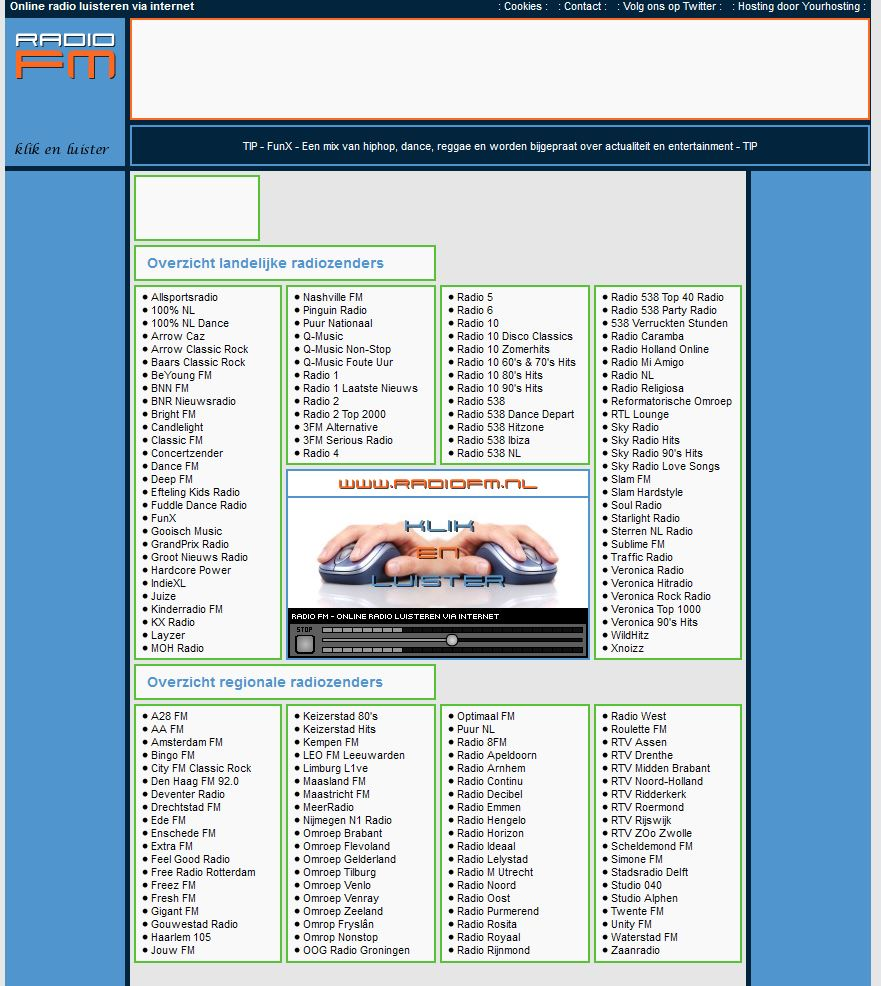 Online radio luisteren via internet
: Cookies : : Contact : : Volg ons op Twitter : : Hosting door Yourhosting :
RADIO
FM
klik en luister
TIP - FunX - Een mix van hiphop, dance, reggae en worden bijgepraat over actualiteit en entertainment - TIP
Overzicht landelijke radiozenders
Allsportsradio
100% NL
100% NL Dance
Arrow Caz
Arrow Classic Rock
Baars Classic Rock
BeYoung FM
BNN FM
BNR Nieuwsradio
Bright FM
Candlelight
Classic FM
Concertzender
Dance FM
Deep FM
Efteling Kids Radio
Fuddle Dance Radio
FunX
Gooisch Music
GrandPrix Radio
Groot Nieuws Radio
Hardcore Power
IndieXL
Juize
Kinderradio FM
KX Radio
Layzer
MOH Radio
Nashville FM
Pinguin Radio
Puur Nationaal
Q-Music
Q-Music Non-Stop
Q-Music Foute Uur
Radio 1
Radio 1 Laatste Nieuws
Radio 2
Radio 2 Top 2000
3FM Alternative
3FM Serious Radio
Radio 4
Radio 5
Radio 6
Radio 10
Radio 10 Disco Classics
Radio 10 Zomerhits
Radio 10 60's & 70's Hits
Radio 10 80's Hits
Radio 10 90's Hits
Radio 538
Radio 538 Dance Depart
Radio 538 Hitzone
Radio 538 Ibiza
Radio 538 NL
Radio 538 Top 40 Radio
Radio 538 Party Radio
538 Verruckten Stunden
Radio Caramba
Radio Holland Online
Radio Mi Amigo
Radio NL
Radio Religiosa
Reformatorische Omroep
RTL Lounge
Sky Radio
Sky Radio Hits
Sky Radio 90's Hits
Sky Radio Love Songs
Slam FM
Slam Hardstyle
Soul Radio
Starlight Radio
Sterren NL Radio
Sublime FM
Traffic Radio
Veronica Radio
Veronica Hitradio
Veronica Rock Radio
Veronica Top 1000
Veronica 90's Hits
WildHitz
Xnoizz
WWW.RADIOFM.NL
KLIK
EN
LUISTER
RADIO FM - ONLINE RADIO LUISTEREN VIA INTERNET
STOP
Overzicht regionale radiozenders
A28 FM
AA FM
Amsterdam FM
Bingo FM
City FM Classic Rock
Den Haag FM 92.0
Deventer Radio
Drechtstad FM
Ede FM
Enschede FM
Extra FM
Feel Good Radio
Free Radio Rotterdam
Freez FM
Fresh FM
Gigant FM
Gouwestad Radio
Haarlem 105
Jouw FM
Keizerstad 80's
Keizerstad Hits
Kempen FM
LEO FM Leeuwarden
Limburg L1ve
Maasland FM
Maastricht FM
MeerRadio
Nijmegen N1 Radio
Omroep Brabant
Omroep Flevoland
Omroep Gelderland
Omroep Tilburg
Omroep Venlo
Omroep Venray
Omroep Zeeland
Omrop Fryslân
Omrop Nonstop
OOG Radio Groningen
Optimaal FM
Puur NL
Radio 8FM
Radio Apeldoorn
Radio Arnhem
Radio Continu
Radio Decibel
Radio Emmen
Radio Hengelo
Radio Horizon
Radio Ideaal
Radio Lelystad
Radio M Utrecht
Radio Noord
Radio Oost
Radio Purmerend
Radio Rosita
Radio Royaal
Radio Rijnmond
Radio West
Roulette FM
RTV Assen
RTV Drenthe
RTV Midden Brabant
RTV Noord-Holland
RTV Ridderkerk
RTV Roermond
RTV Rijswijk
RTV ZOo Zwolle
Scheldemond FM
Simone FM
Stadsradio Delft
Studio 040
Studio Alphen
Twente FM
Unity FM
Waterstad FM
Zaanradio